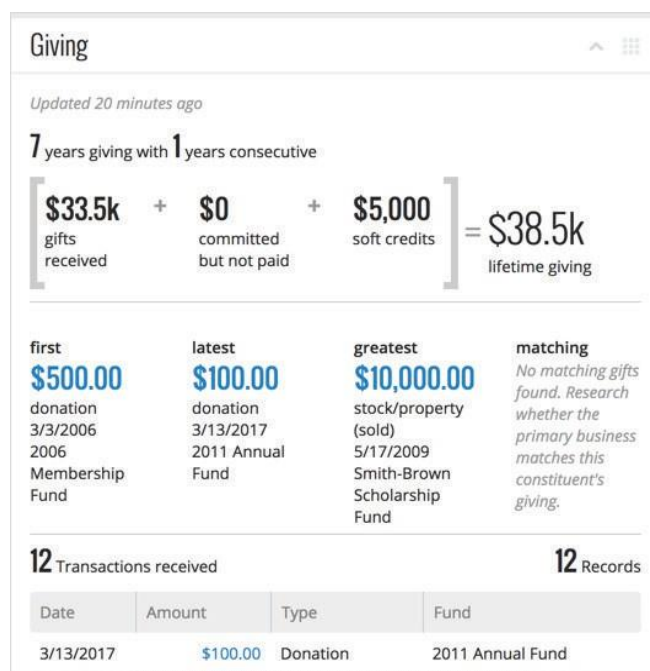 Giving
Updated 20 minutes ago
7 years giving with 1 years consecutive
$33.5k + $0 + $5,000 = $38.5k
gifts committed soft credits lifetime giving
received but not paid
first latest greatest matching
$500.00 $100.00 $10,000.00 No matching gifts
donation donation stock/property found. Research
3/3/2006 3/13/2017 (sold) whether the
2006 2011 Annual 5/17/2009 primary business
Membership Fund Smith-Brown matches this
Fund Scholarship constituent's
Fund giving.
12 Transactions received 12 Records
Date Amount Type Fund
3/13/2017 $100.00 Donation 2011 Annual Fund